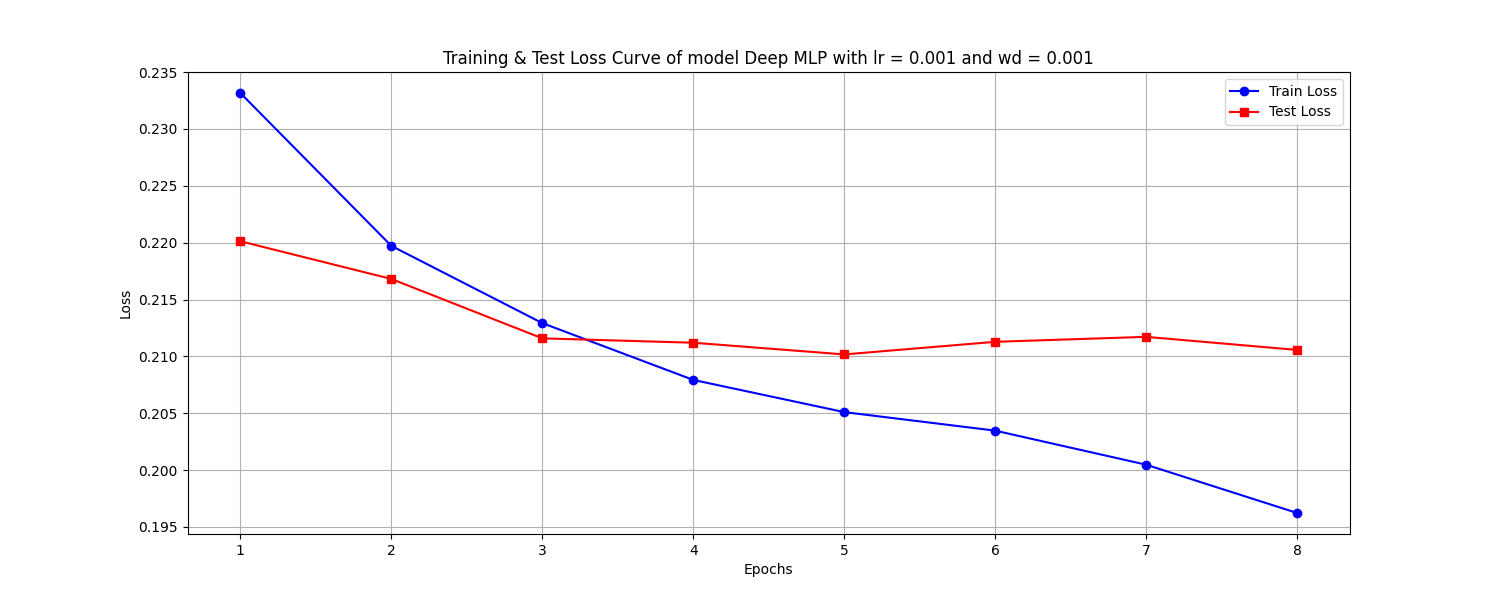 Training & Test Loss Curve of model Deep MLP with lr = 0.001 and wd = 0.001
Train Loss
Test Loss
Loss
0.235
0.230
0.225
0.220
0.215
0.210
0.205
0.200
0.195
1 2 3 4 5 6 7 8
Epochs